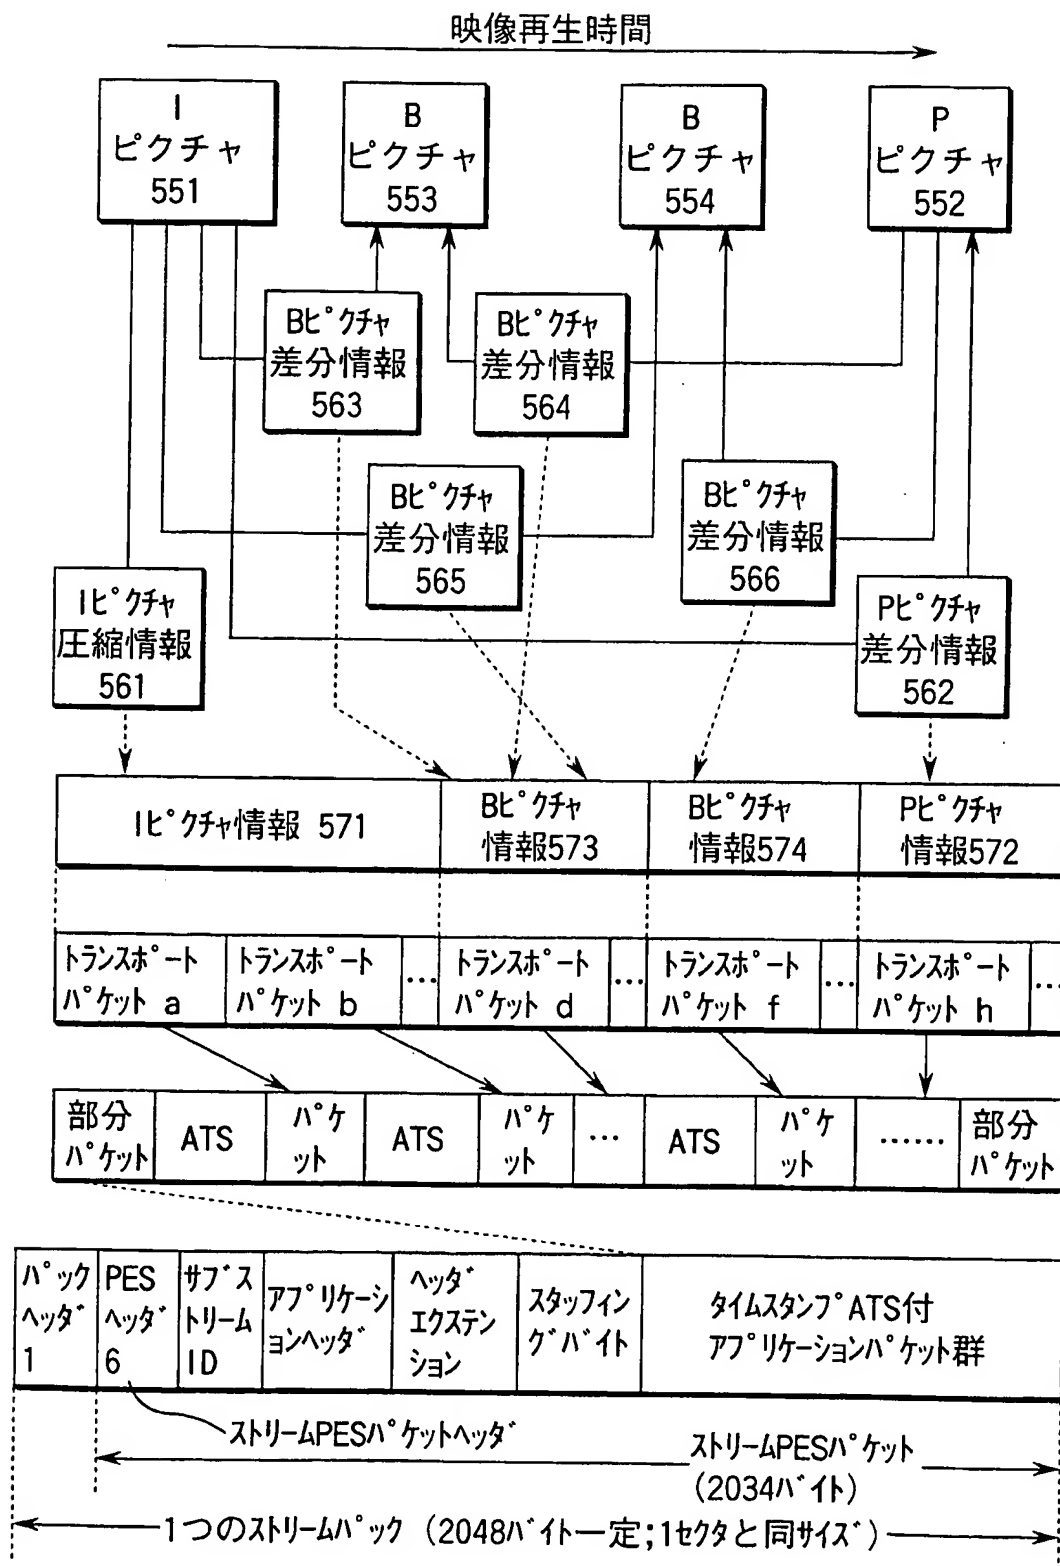 映像再生時間
I
ピクチャ
551
B
ピクチャ
553
B
ピクチャ
554
P
ピクチャ
552
Bピクチャ
差分情報
563
Bピクチャ
差分情報
564
Bピクチャ
差分情報
565
Bピクチャ
差分情報
566
Iピクチャ
圧縮情報
561
Pピクチャ
差分情報
562
Iピクチャ情報 571
Bピクチャ
情報573
Bピクチャ
情報574
Pピクチャ
情報572
トランスポート
パケット a
トランスポート
パケット b
…
トランスポート
パケット d
…
トランスポート
パケット f
…
トランスポート
パケット h
…
部分
パケット
ATS
パケ
ット
ATS
パケ
ット
…
ATS
パケ
ット
……
部分
パケット
パック
ヘッダ
1
PES
ヘッダ
6
サブス
トリーム
ID
アプリケーシ
ョンヘッダ
ヘッダ
エクステン
ション
スタッフィン
グバイト
タイムスタンプATS付
アプリケーションパケット群
ストリームPESパケットヘッダ
ストリームPESパケット
(2034バイト)
1つのストリームパック (2048バイト一定;1セクタと同サイズ)